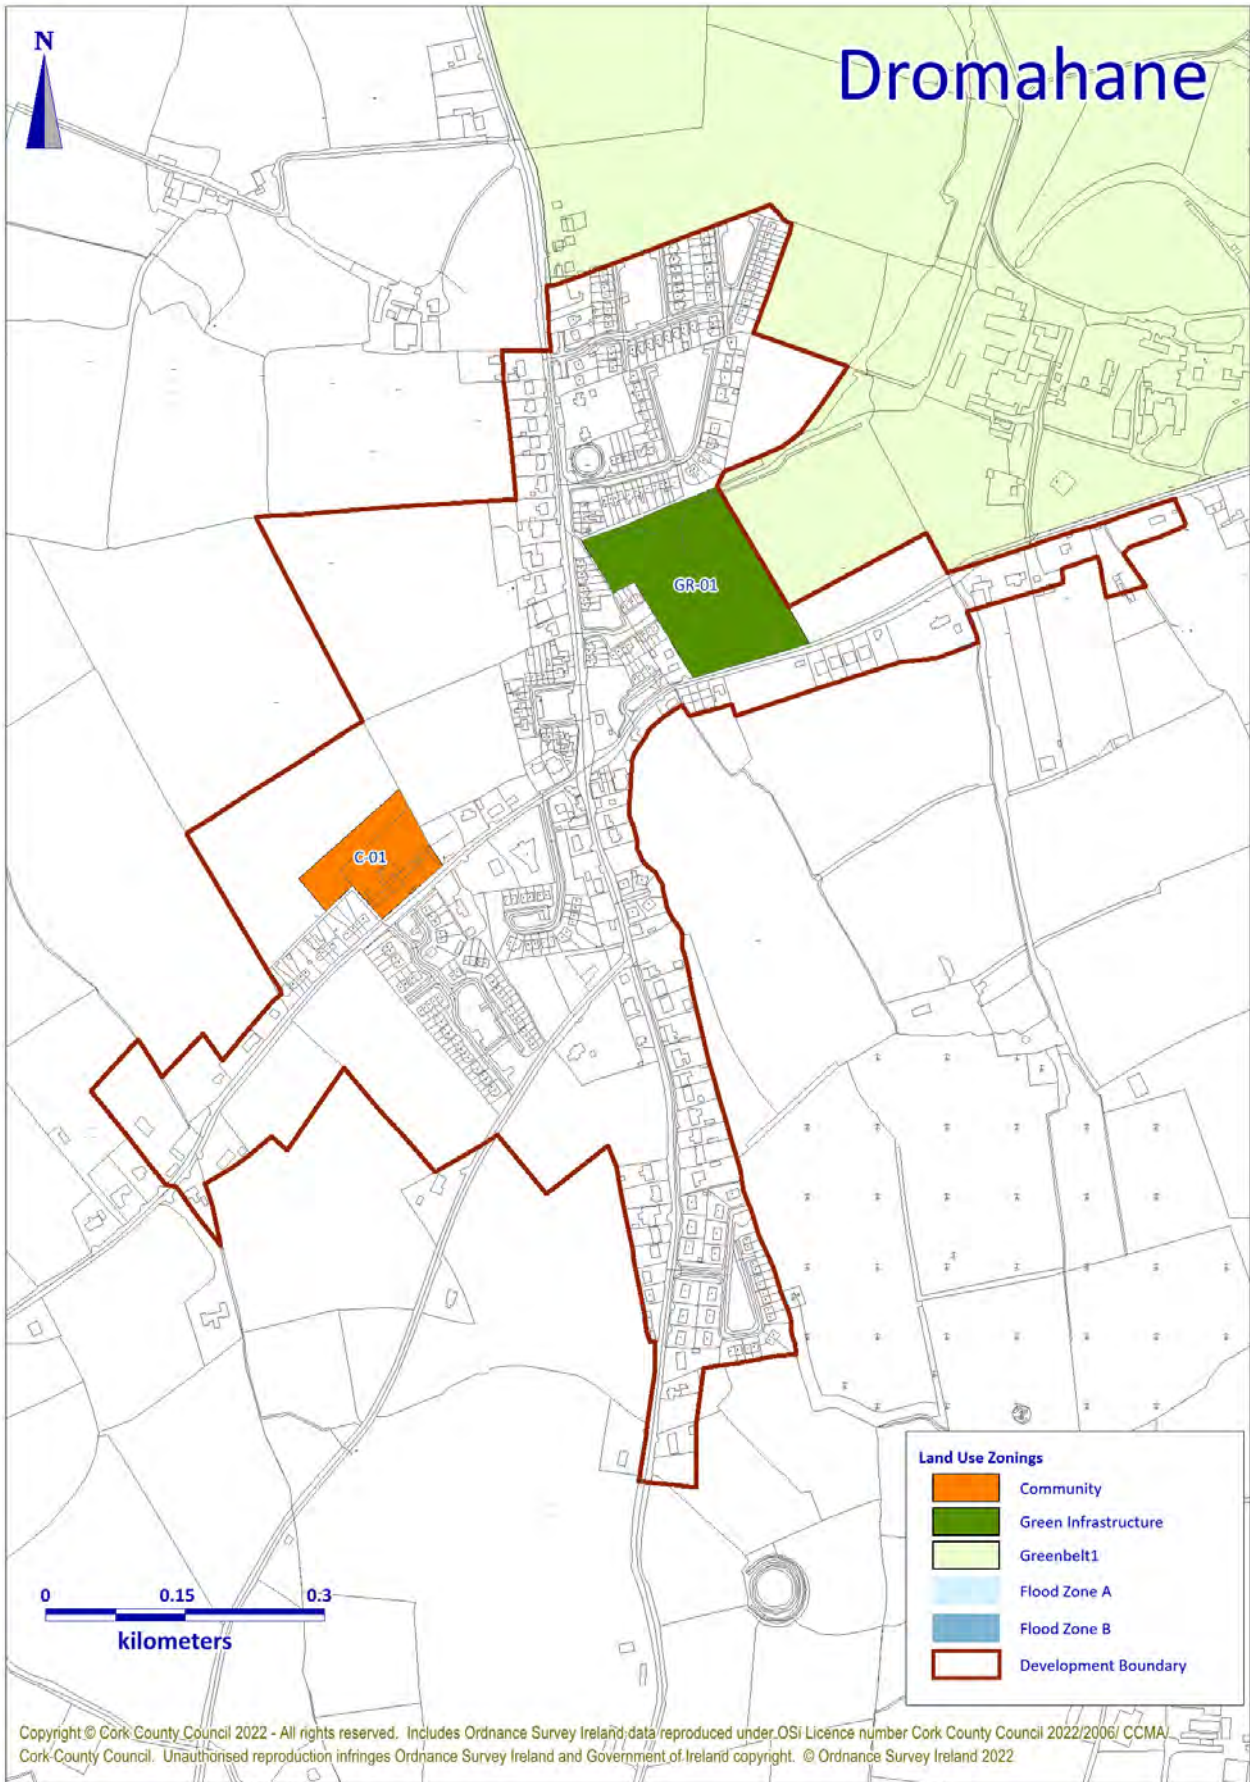 N
Dromahane
GR-01
C-01
Land Use Zonings
Community
Green Infrastructure
Greenbelt1
Flood Zone A
Flood Zone B
Development Boundary
0 0.15 0.3
kilometers
Copyright © Cork County Council 2022 - All rights reserved. Includes Ordnance Survey Ireland data reproduced under OSi Licence number Cork County Council 2022/2006/ CCMA/
Cork County Council. Unauthorised reproduction infringes Ordnance Survey Ireland and Government of Ireland copyright. © Ordnance Survey Ireland 2022